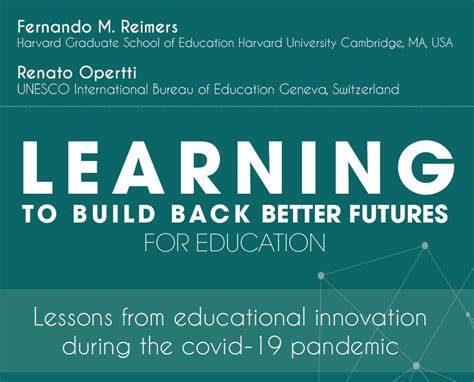 Fernando M. Reimers
Harvard Graduate School of Education Harvard University Cambridge, MA, USA
Renato Opertti
UNESCO International Bureau of Education Geneva, Switzerland
LEARNING
TO BUILD BACK BETTER FUTURES
FOR EDUCATION
Lessons from educational innovation
during the covid-19 pandemic